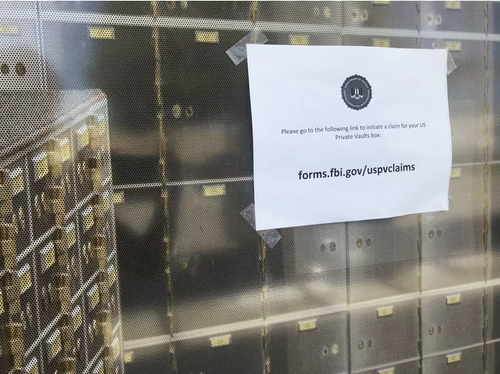 Please go to the following link to initiate a claim for your US
Private Vaults box:
forms.fbi.gov/uspvclaims